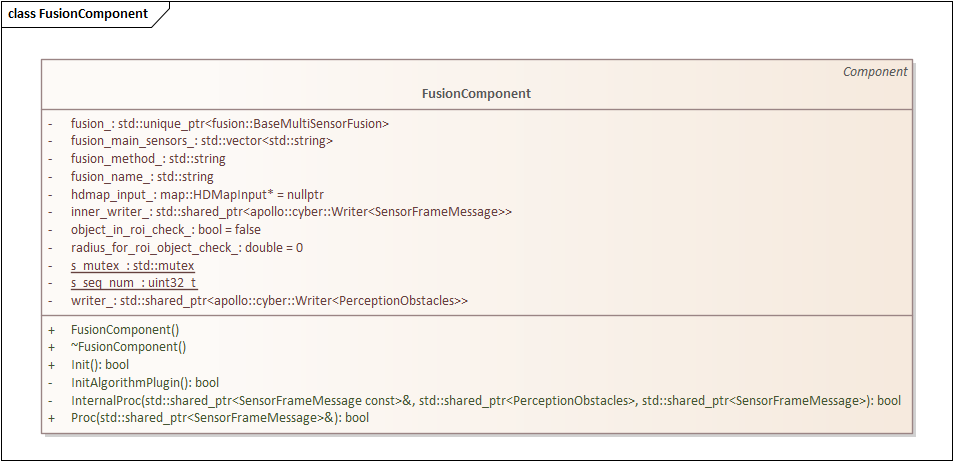 class FusionComponent
Component
FusionComponent
- fusion_: std::unique_ptr<fusion::BaseMultiSensorFusion>
- fusion_main_sensors_: std::vector<std::string>
- fusion_method_: std::string
- fusion_name_: std::string
- hdmap_input_: map::HDMapInput* = nullptr
- inner_writer_: std::shared_ptr<apollo::cyber::Writer<SensorFrameMessage>>
- object_in_roi_check_: bool = false
- radius_for_roi_object_check_: double = 0
- s_mutex_: std::mutex
- s_seq_num_: uint32_t
- writer_: std::shared_ptr<apollo::cyber::Writer<PerceptionObstacles>>
+ FusionComponent()
+ ~FusionComponent()
+ Init(): bool
- InitAlgorithmPlugin(): bool
- InternalProc(std::shared_ptr<SensorFrameMessage const>&, std::shared_ptr<PerceptionObstacles>, std::shared_ptr<SensorFrameMessage>): bool
+ Proc(std::shared_ptr<SensorFrameMessage>&): bool